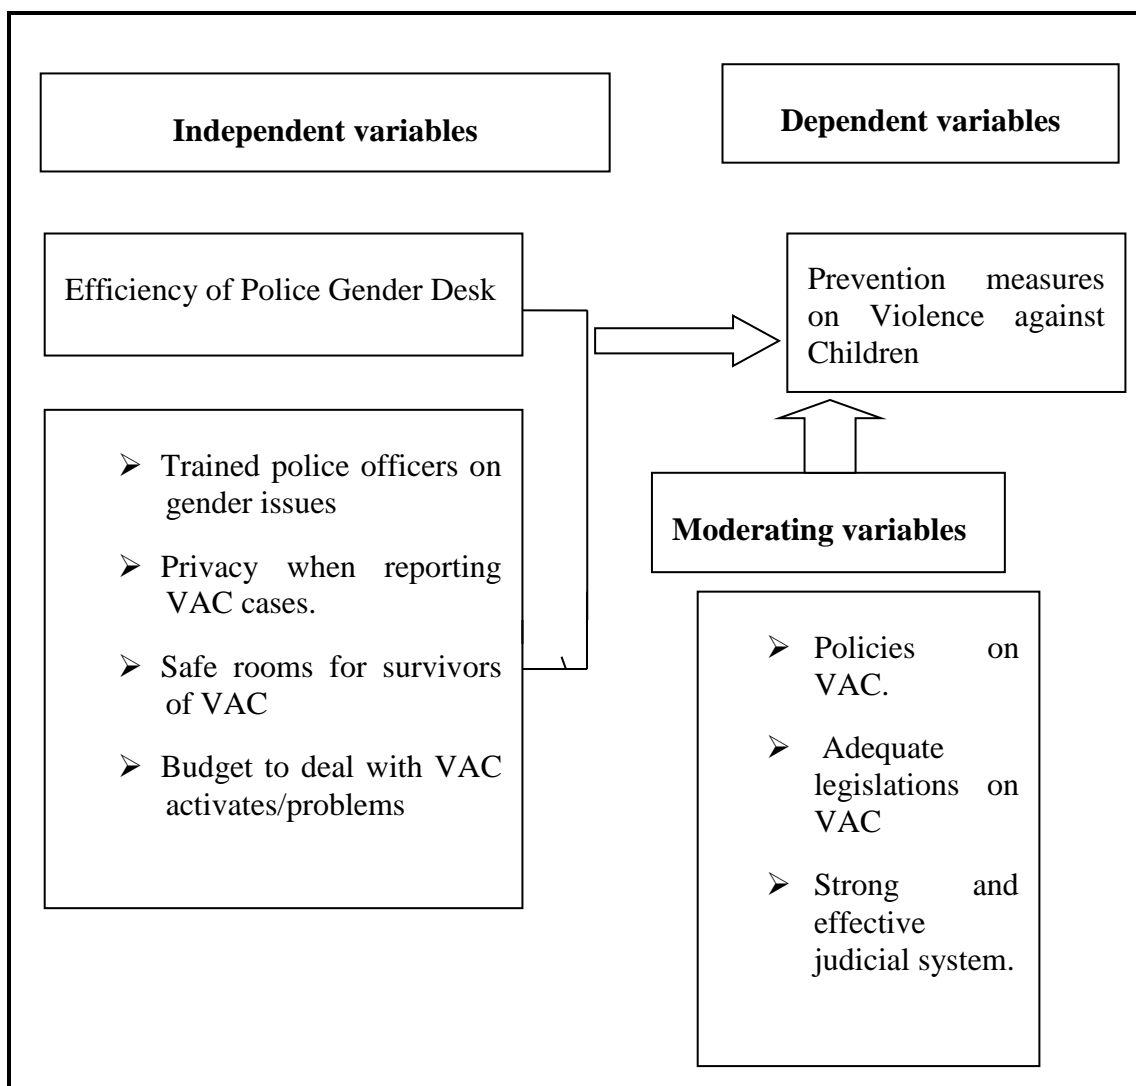 Independent variables
Dependent variables
Efficiency of Police Gender Desk
Prevention measures
on Violence against
Children
➢ Trained police officers on
gender issues
➢ Privacy when reporting
VAC cases.
➢ Safe rooms for survivors
of VAC
➢ Budget to deal with VAC
activates/problems
Moderating variables
➢ Policies on
VAC.
➢ Adequate
legislations on
VAC
➢ Strong and
effective
judicial system.